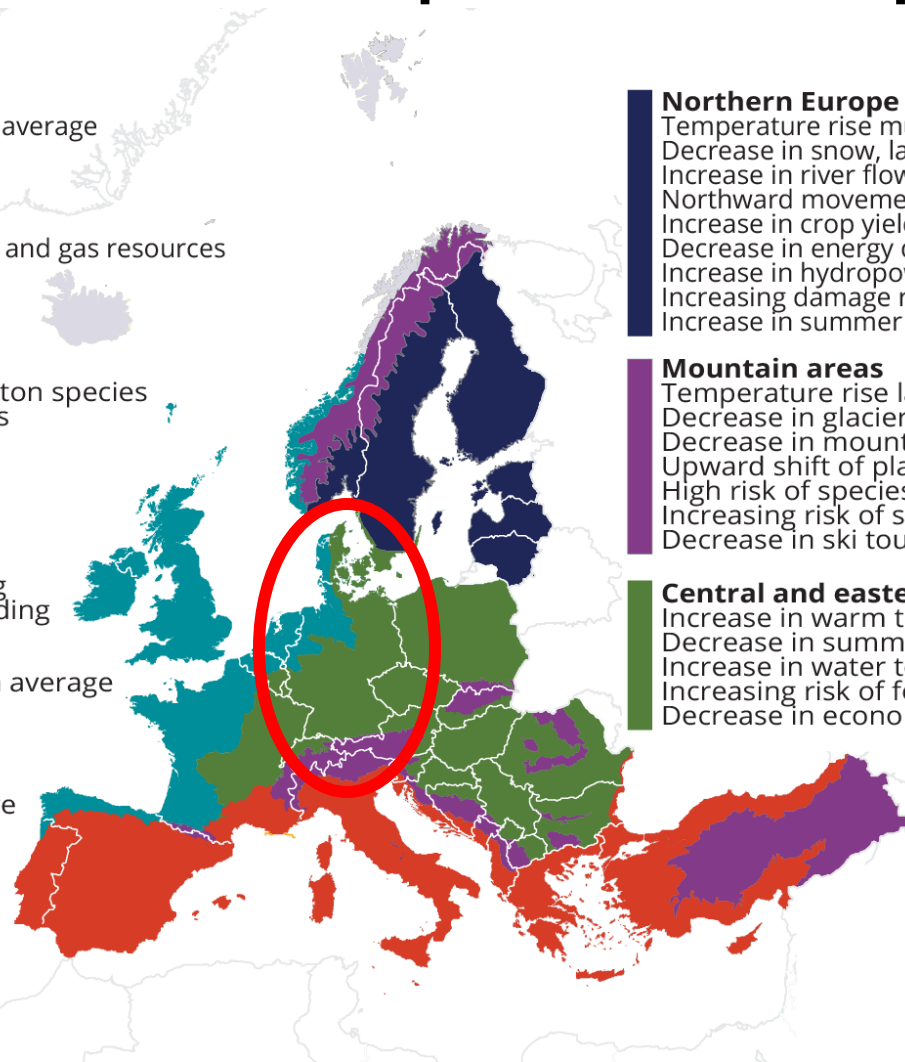 average
and gas resources
ton species
s
g
ding
average
e
Northern Europe
Temperature rise mu
Decrease in snow, la
Increase in river flow
Northward moveme
Increase in crop yield
Decrease in energy
Increase in hydropow
Increasing damage r
Increase in summer
Mountain areas
Temperature rise la
Decrease in glacier
Decrease in mount
Upward shift of pla
High risk of species
Increasing risk of s
Decrease in ski tou
Central and easte
Increase in warm t
Decrease in summ
Increase in water te
Increasing risk of fo
Decrease in econo